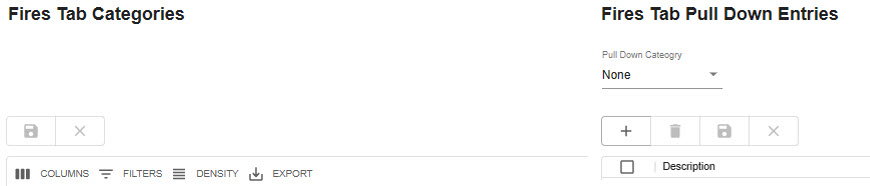 Fires Tab Categories
Fires Tab Pull Down Entries
Pull Down Cateogry
None
COLUMNS FILTERS DENSITY EXPORT
Description